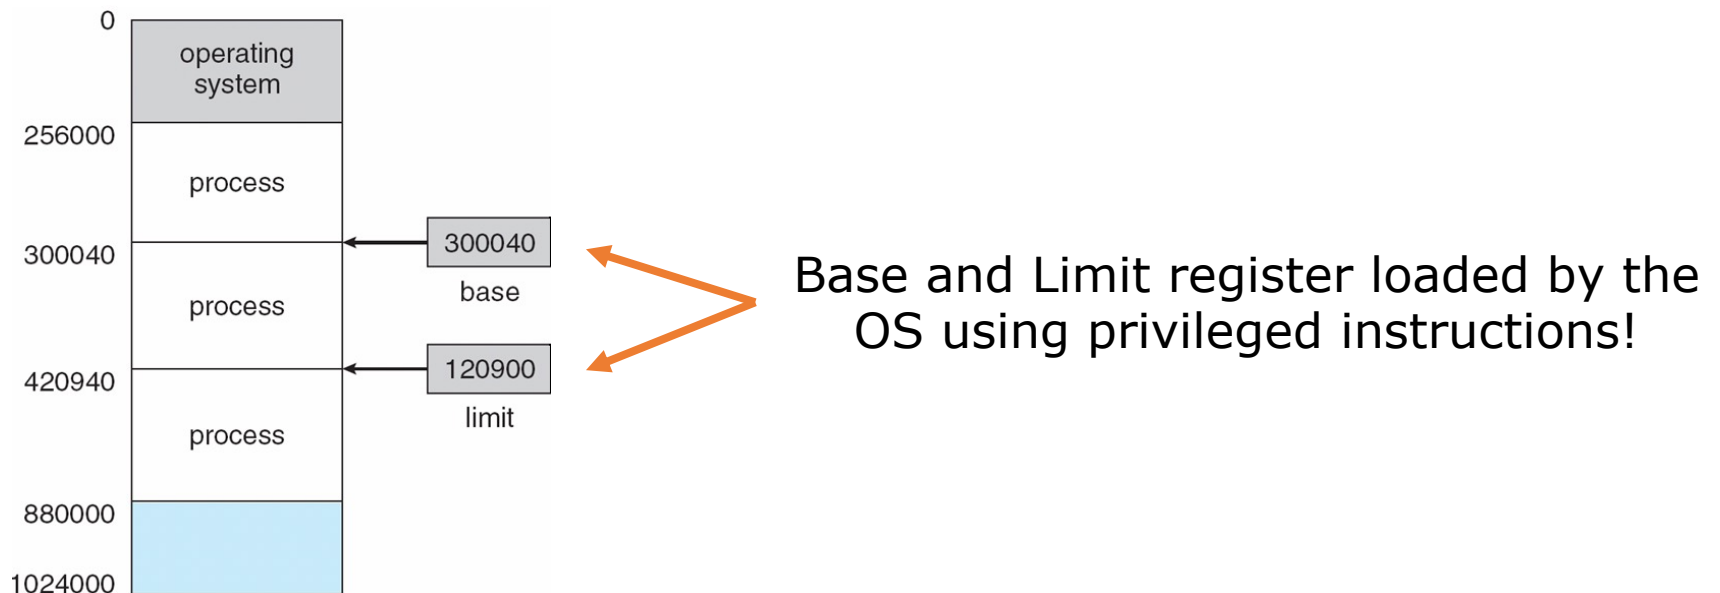 0
operating
system
256000
process
300040
300040
base
process
120900
limit
420940
process
880000
1024000
Base and Limit register loaded by the
OS using privileged instructions!